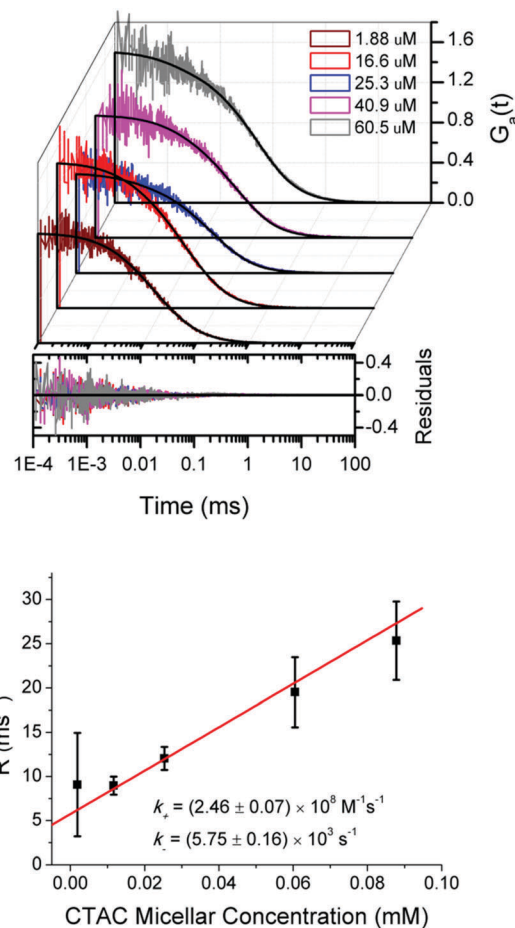 1.88 uM
16.6 uM
25.3 uM
40.9 uM
60.5 uM
1.6
1.2
0.8
0.4
0.0
Ga(t)
0.4
0.0
-0.4
Residuals
1E-4 1E-3 0.01 0.1 1 10 100
Time (ms)
30
25
20
15
10
5
0
k+ = (2.46 ± 0.07) × 10^8 M^-1s^-1
k- = (5.75 ± 0.16) × 10^3 s^-1
0.00 0.02 0.04 0.06 0.08 0.10
CTAC Micellar Concentration (mM)